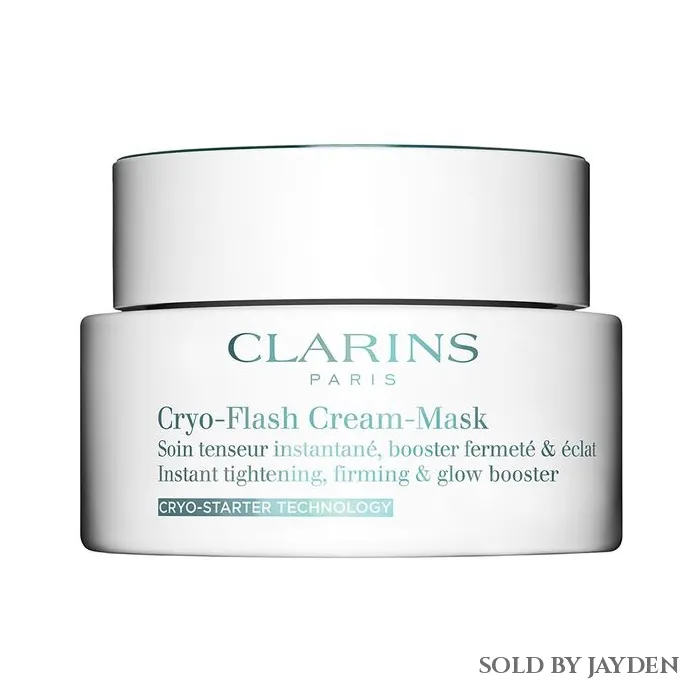 CLARINS
PARIS
Cryo-Flash Cream-Mask
Soin tenseur instantané, booster fermeté & éclat
Instant tightening, firming & glow booster
CRYO-STARTER TECHNOLOGY
SOLD BY JAYDEN